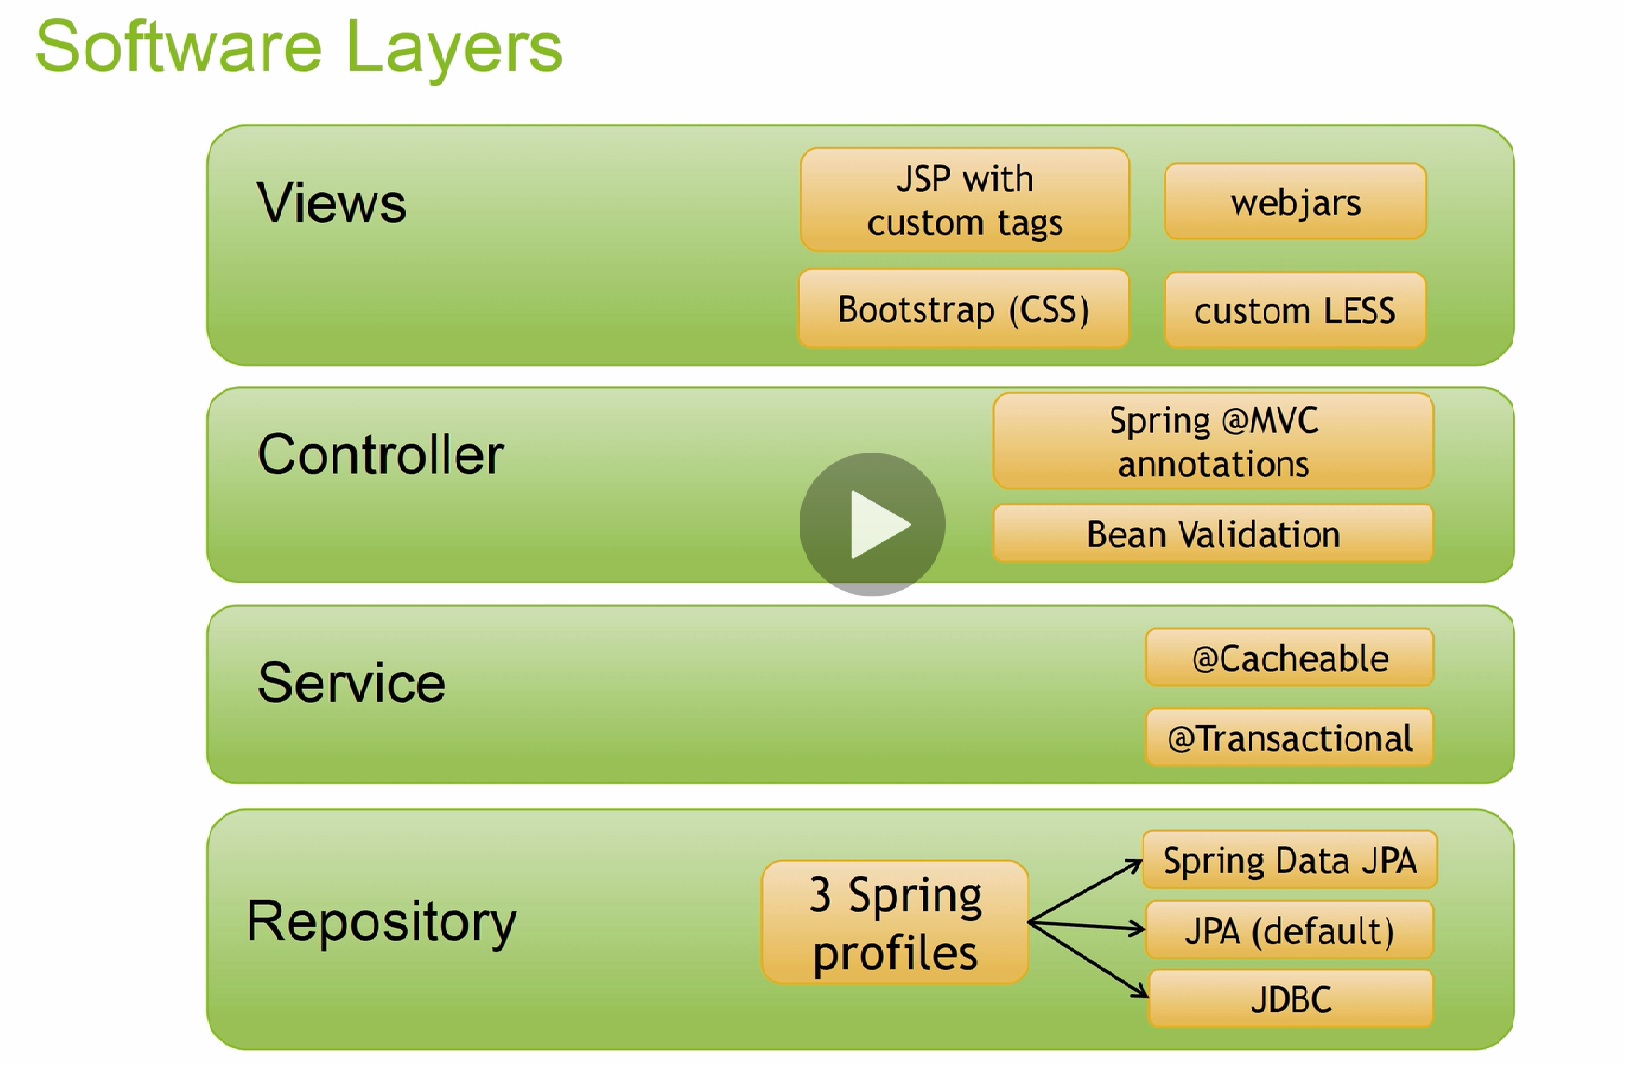 Software Layers
Views
JSP with
custom tags
webjars
Bootstrap (CSS)
custom LESS
Controller
Spring @MVC
annotations
Bean Validation
Service
@Cacheable
@Transactional
Repository
3 Spring
profiles
Spring Data JPA
JPA (default)
JDBC